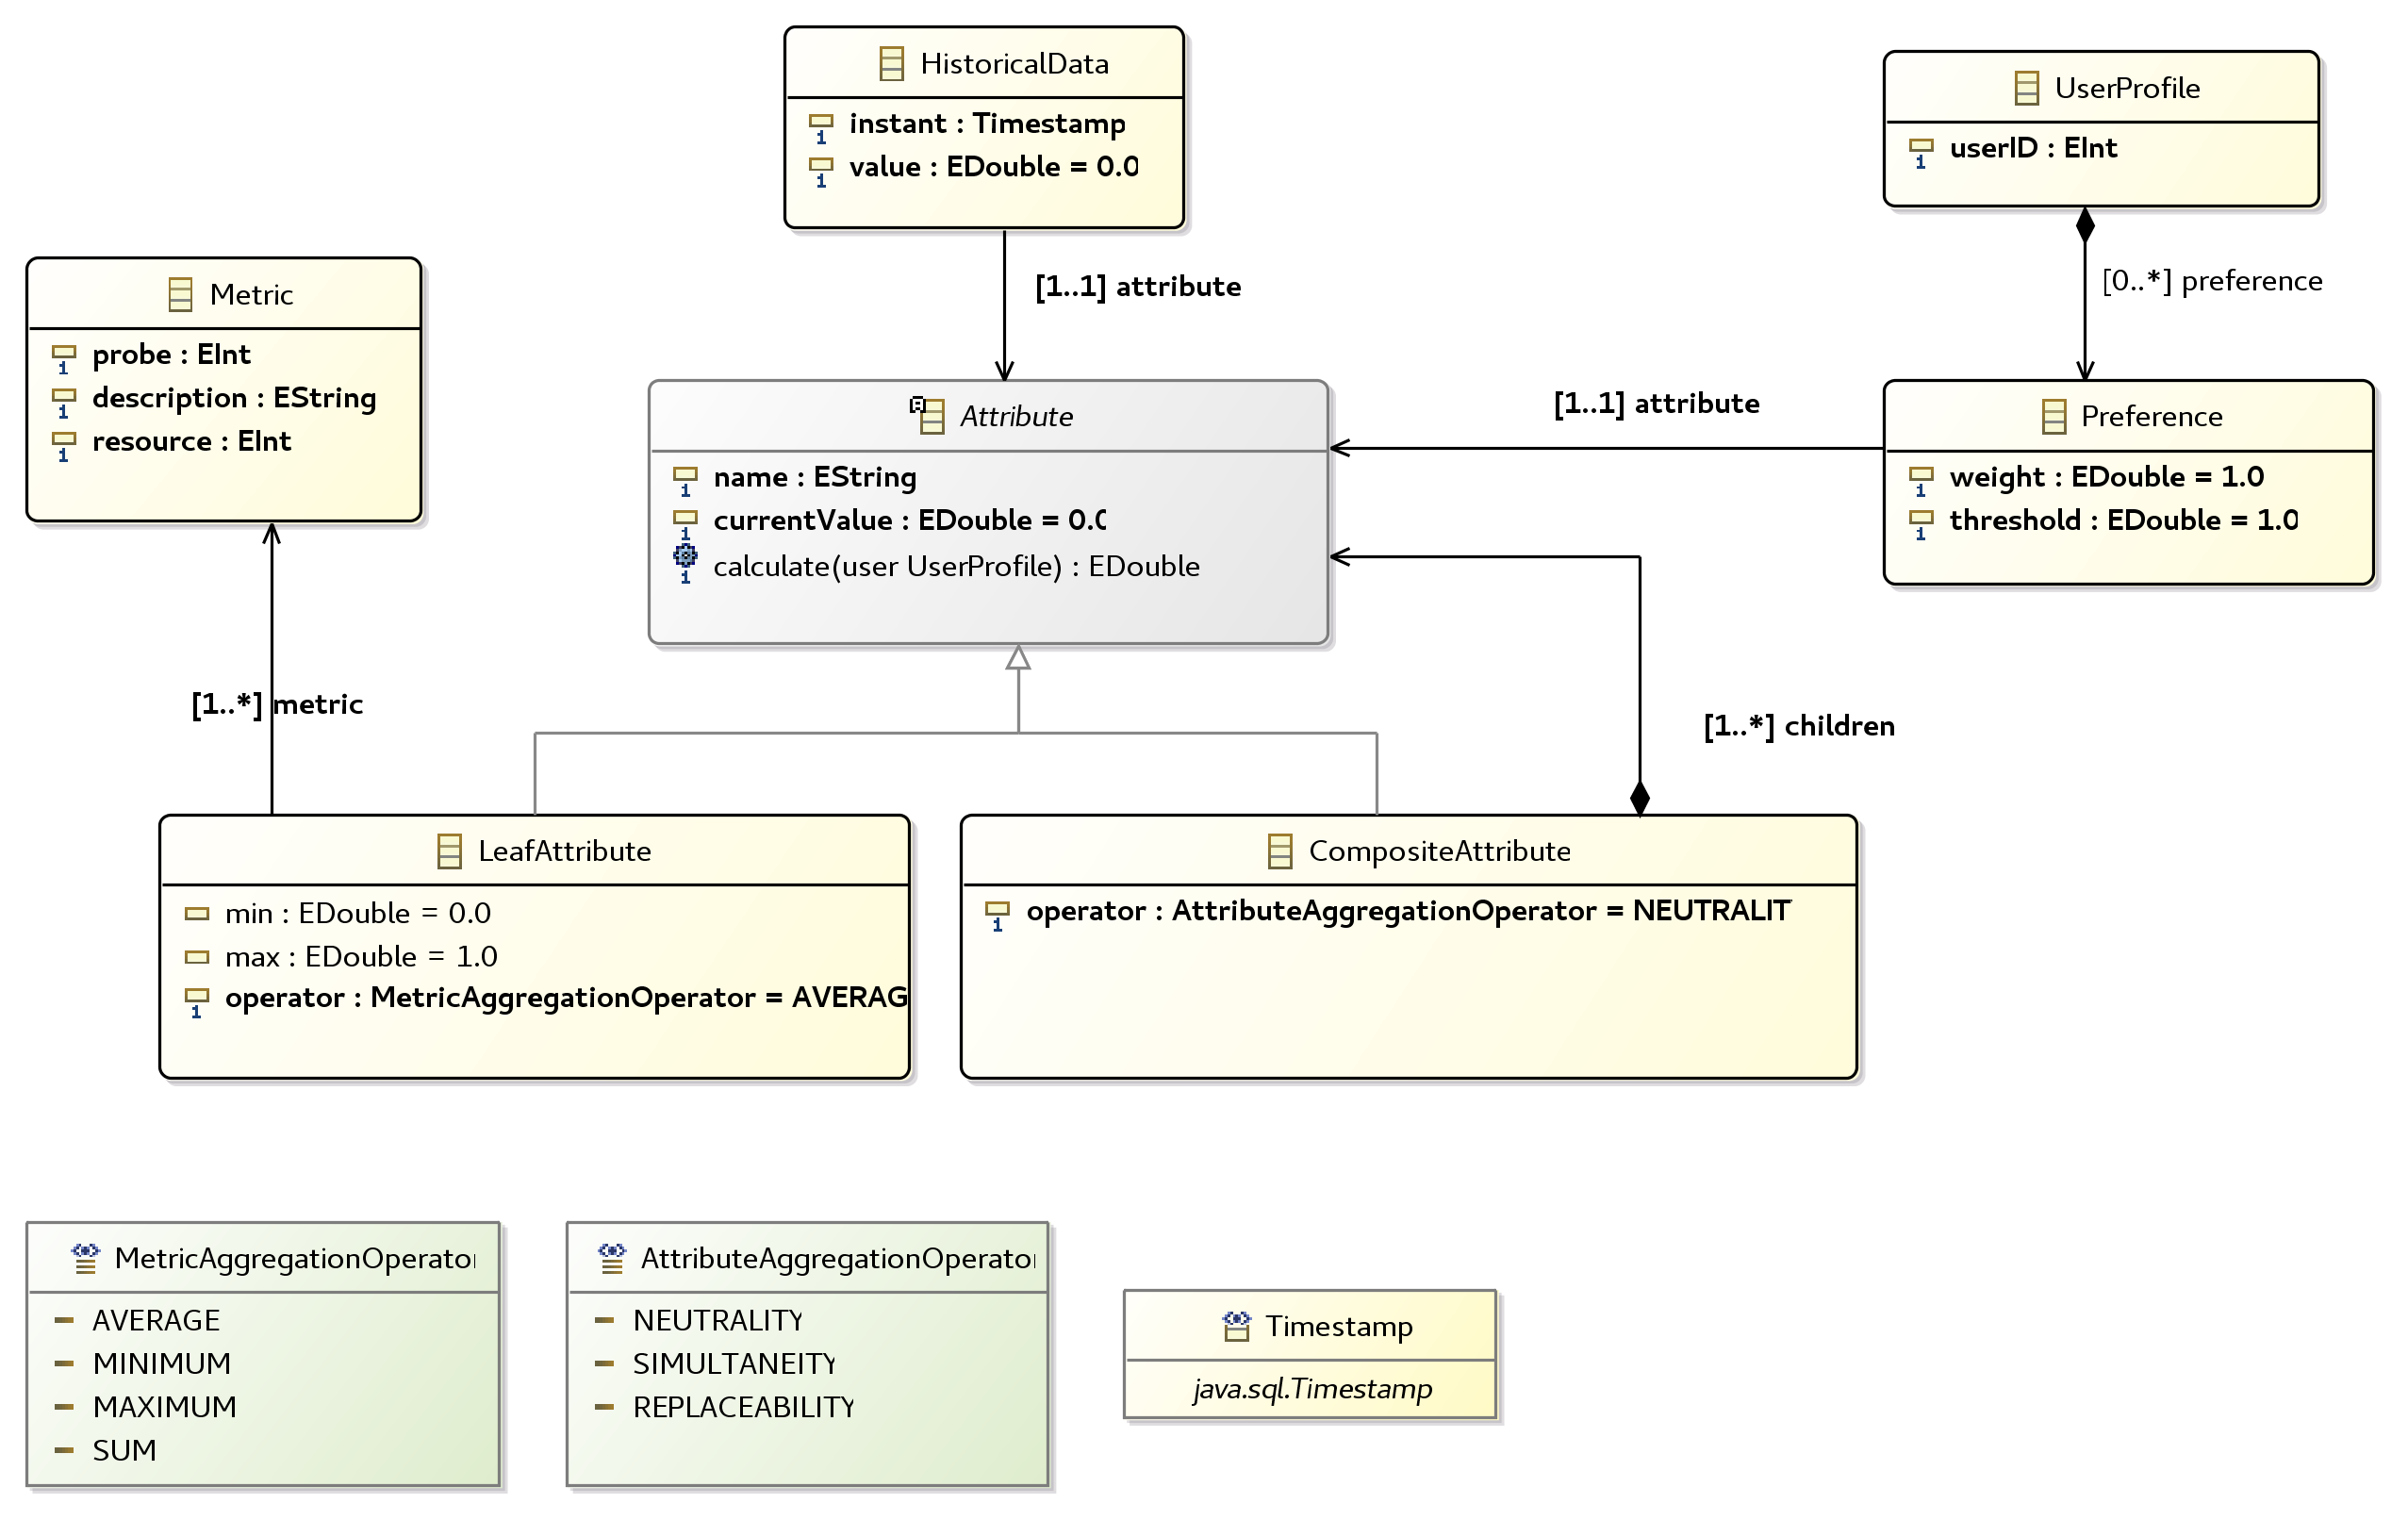 HistoricalData
instant : Timestamp
value : EDouble = 0.0
UserProfile
userID : EInt
Metric
probe : EInt
description : EString
resource : EInt
[1..1] attribute
[0..*] preference
Attribute
name : EString
currentValue : EDouble = 0.0
calculate(user UserProfile) : EDouble
[1..1] attribute
Preference
weight : EDouble = 1.0
threshold : EDouble = 1.0
[1..*] metric
[1..*] children
LeafAttribute
min : EDouble = 0.0
max : EDouble = 1.0
operator : MetricAggregationOperator = AVERAG
CompositeAttribute
operator : AttributeAggregationOperator = NEUTRALIT
MetricAggregationOperator
AVERAGE
MINIMUM
MAXIMUM
SUM
AttributeAggregationOperator
NEUTRALITY
SIMULTANEITY
REPLACEABILITY
Timestamp
java.sql.Timestamp